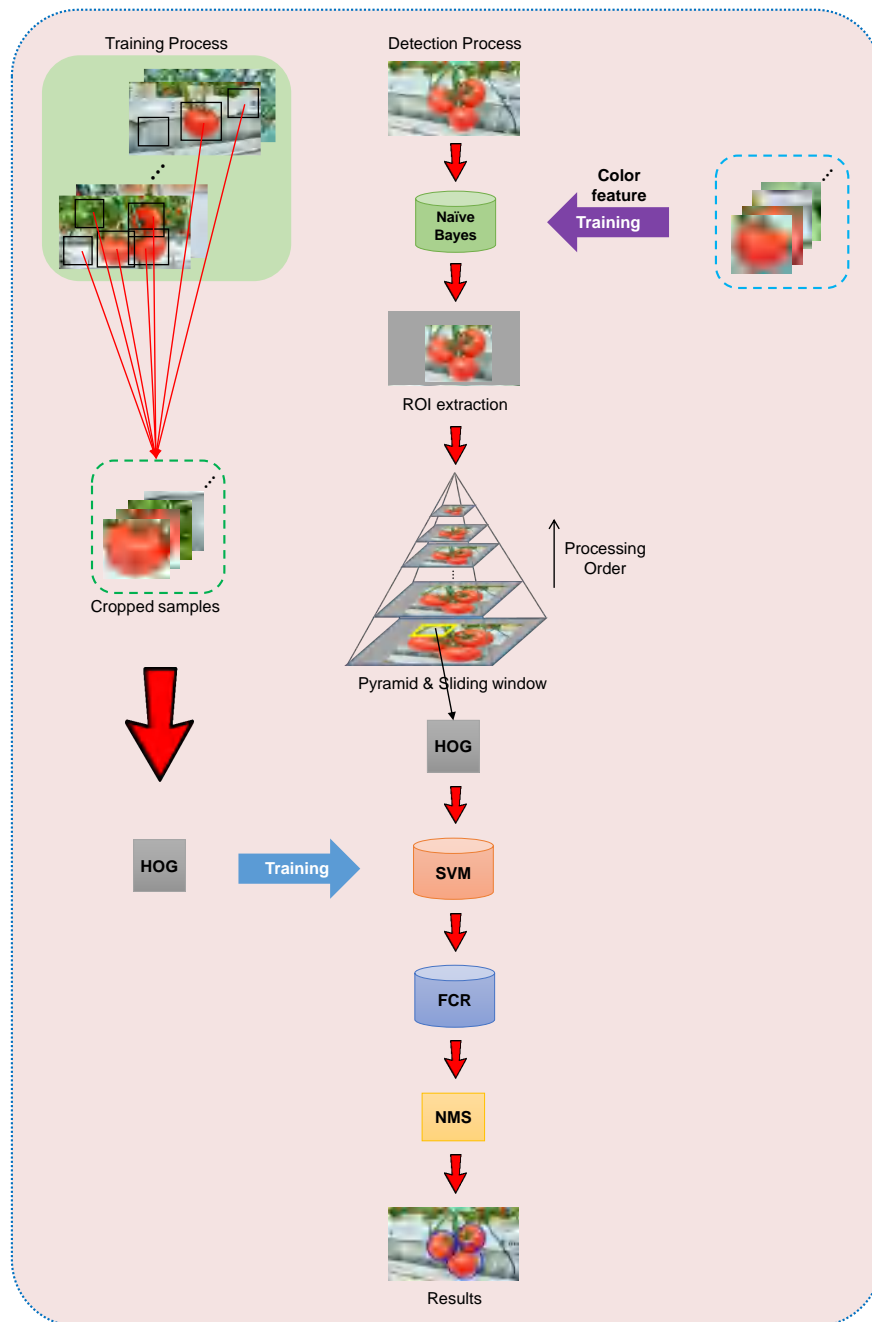 Training Process
Detection Process
Naïve
Bayes
Color
feature
Training
ROI extraction
Cropped samples
Processing
Order
Pyramid & Sliding window
HOG
HOG
Training
SVM
FCR
NMS
Results